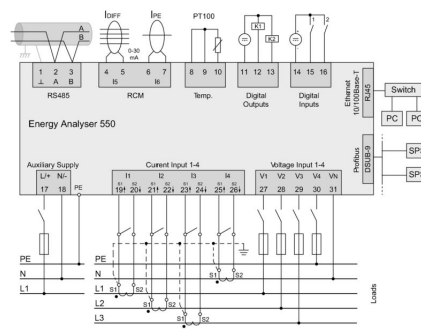 IDIFF IPE PT100
K1
K2
1 2
A
B
0-30
mA
1 2 3 4 5 6 7 8 9 10 11 12 13 14 15 16
⊥ A B I5 I6
RS485 RCM Temp. Digital Outputs Digital Inputs
Ethernet
10/100Base-T
RJ45
Switch
PC PC
Energy Analyser 550
Profibus
DSUB-9
SPS
SPS
Auxiliary Supply Current Input 1-4 Voltage Input 1-4
L/+ N/- PE I1 I2 I3 I4 V1 V2 V3 V4 VN
S1 S2 S1 S2 S1 S2 S1 S2
17 18 19 20 21 22 23 24 25 26 27 28 29 30 31
PE PE
N N
S1 S2
L1 L1
S1 S2
L2
S1 S2
L3
S1 S2
Loads